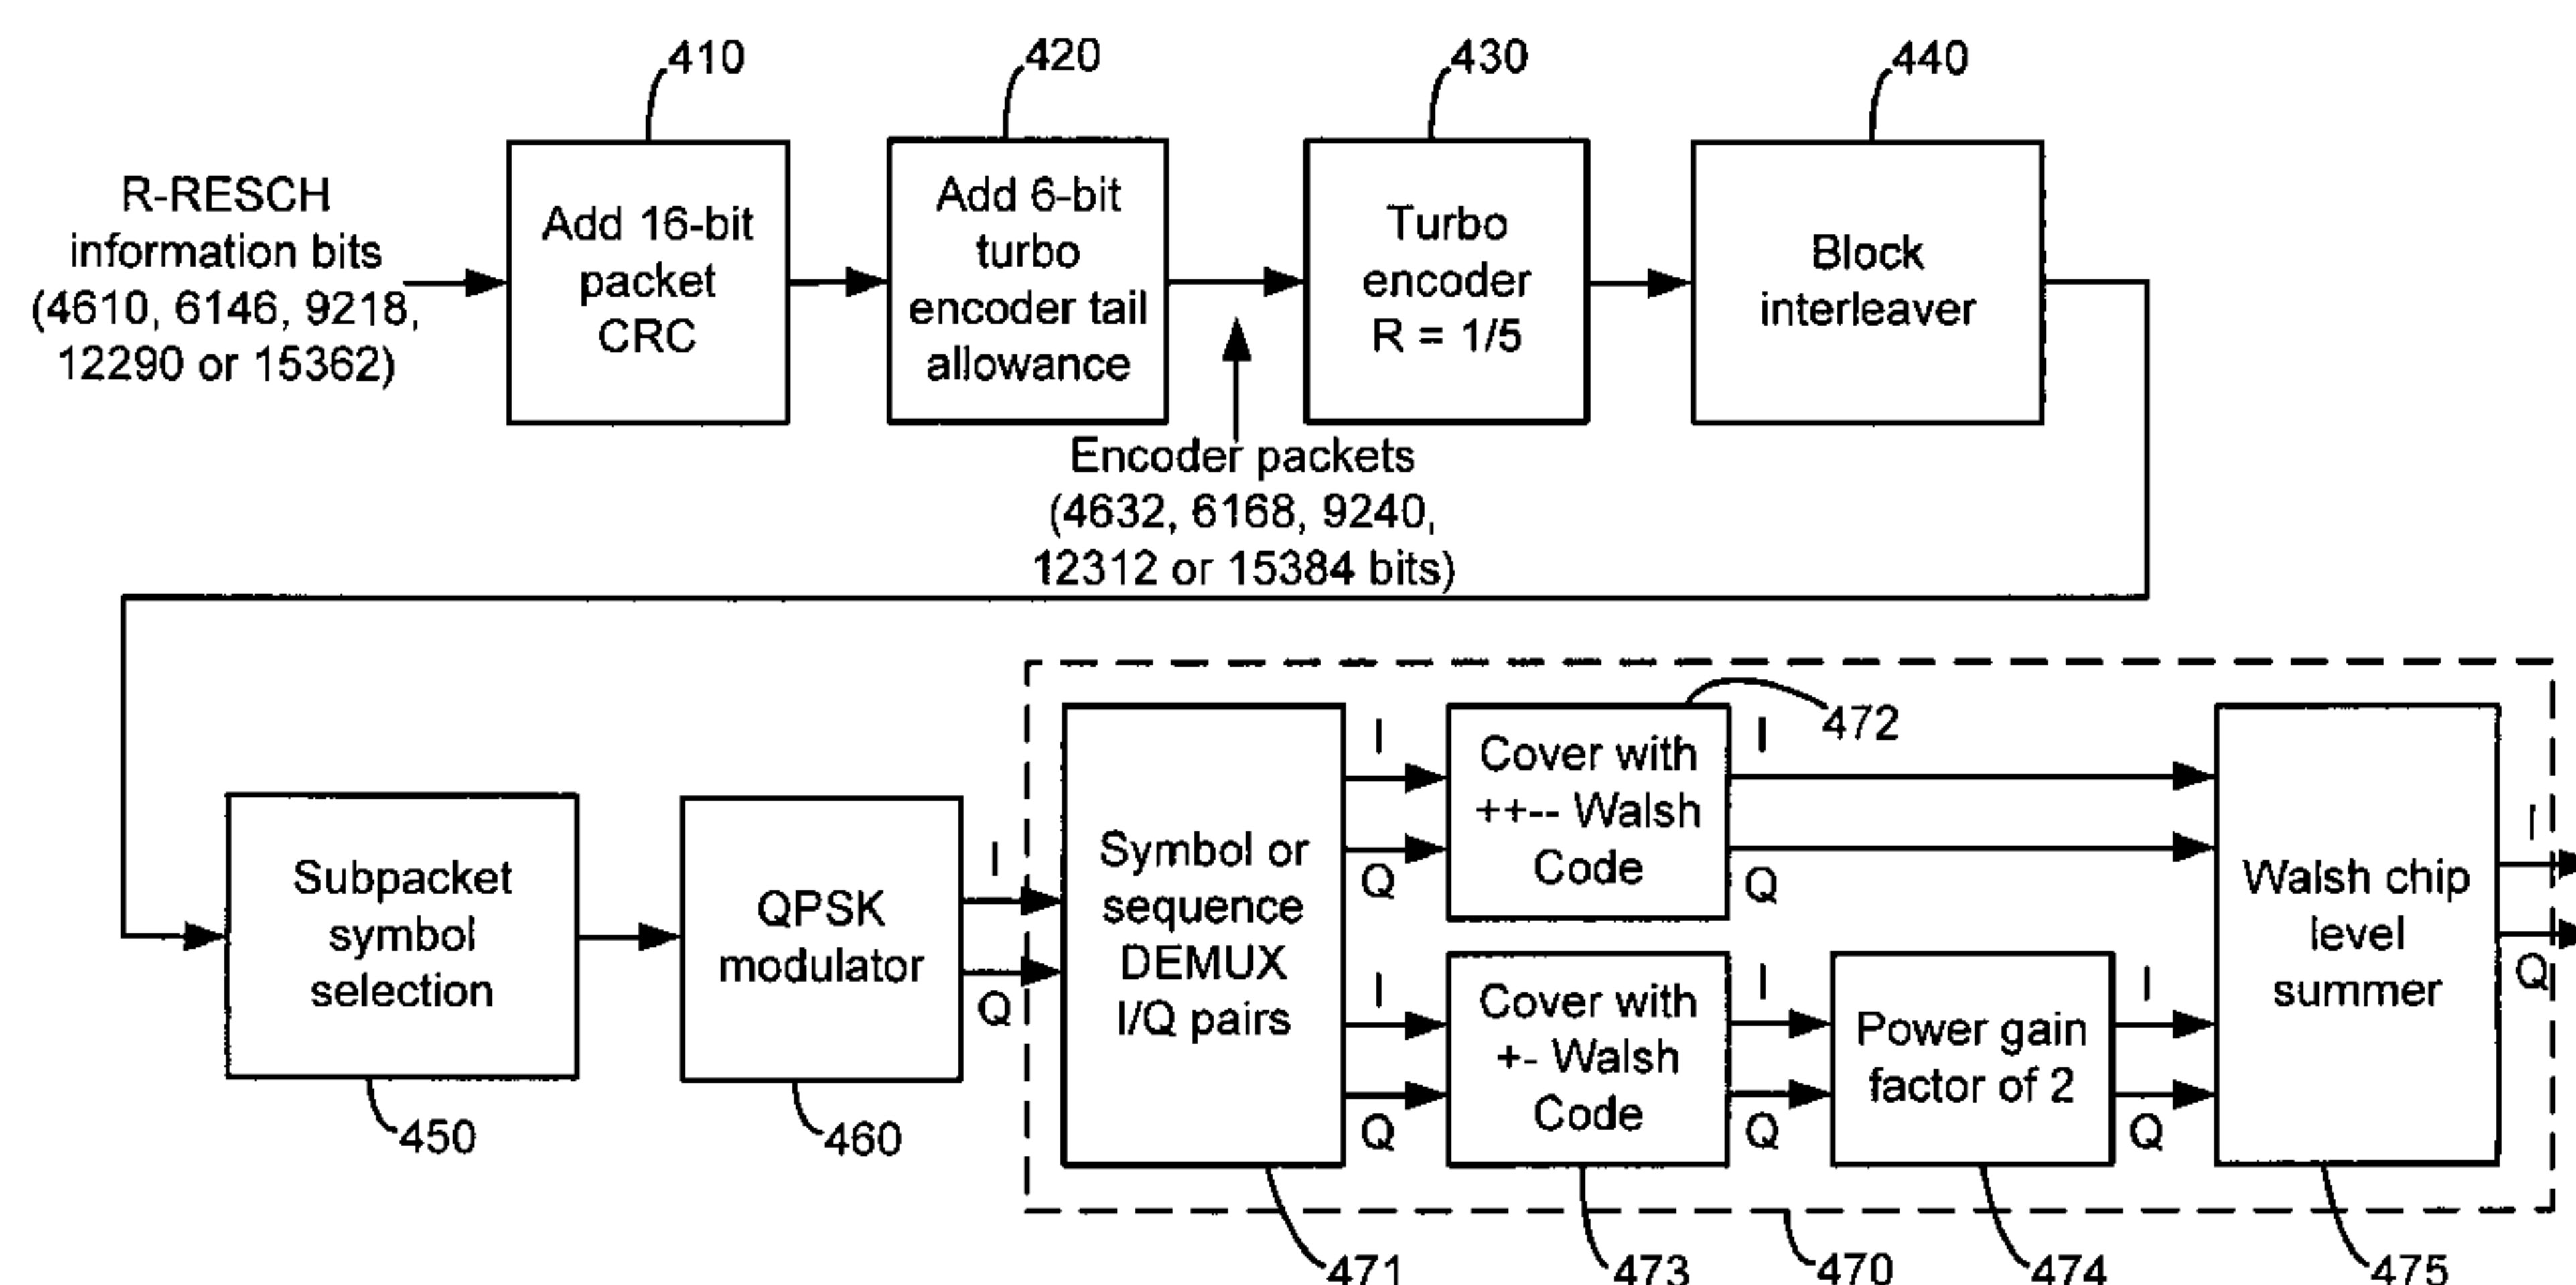 410
420
430
440
R-RESCH
information bits
(4610, 6146, 9218,
12290 or 15362)
Add 16-bit
packet
CRC
Add 6-bit
turbo
encoder tail
allowance
Turbo
encoder
R = 1/5
Block
interleaver
Encoder packets
(4632, 6168, 9240,
12312 or 15384 bits)
Subpacket
symbol
selection
450
QPSK
modulator
460
I
Q
Symbol or
sequence
DEMUX
I/Q pairs
471
I
Q
I
Q
Cover with
++-- Walsh
Code
472
I
Q
Cover with
+- Walsh
Code
473
I
Q
Power gain
factor of 2
474
I
Q
Walsh chip
level
summer
475
I
Q
470